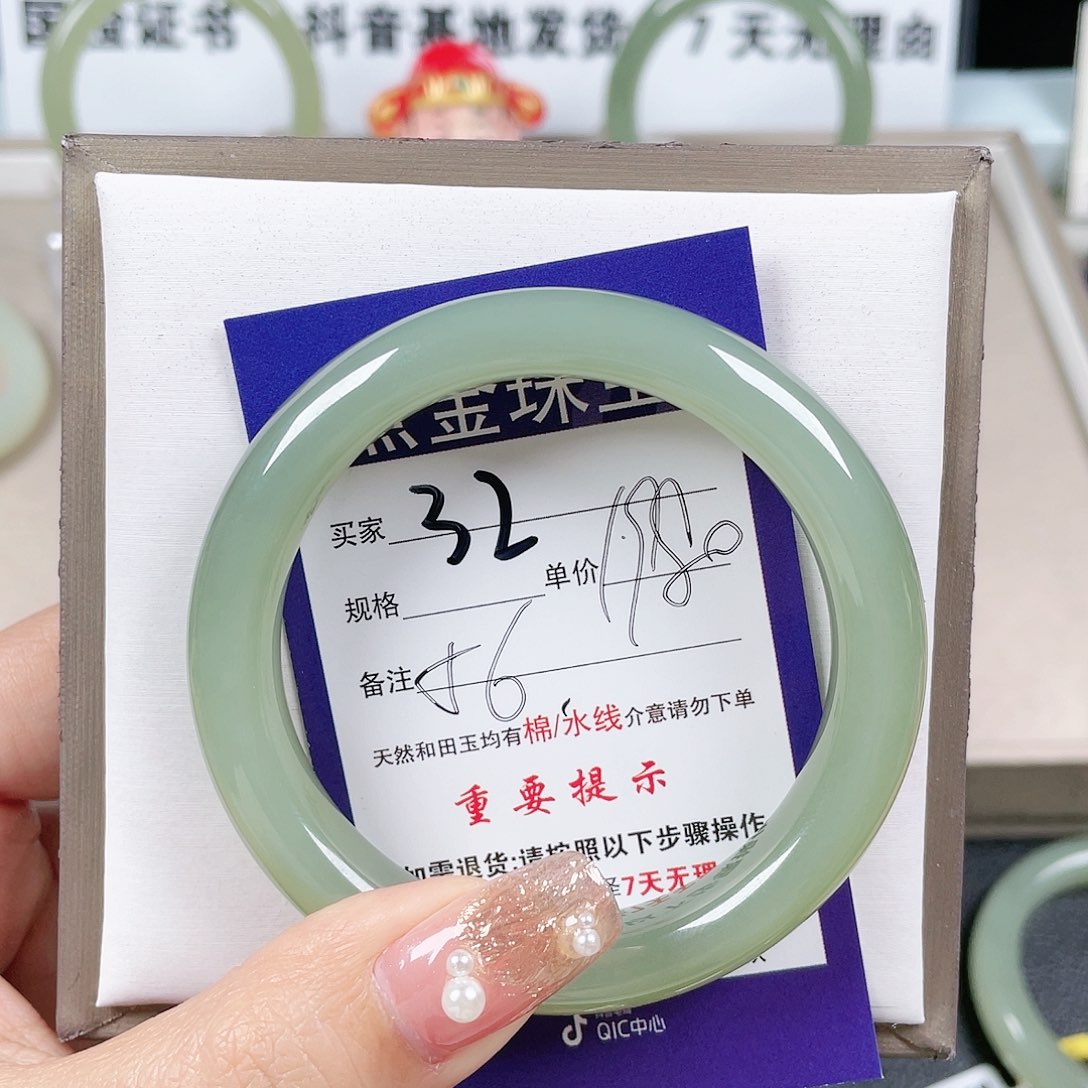 国检证书 抖音基地发货 7天无理由
点金珠宝
买家 32
单价 1980
规格
备注 56
天然和田玉均有棉/水线介意请勿下单
重要提示
如需退货:请按照以下步骤操作
7天无理
QIC中心